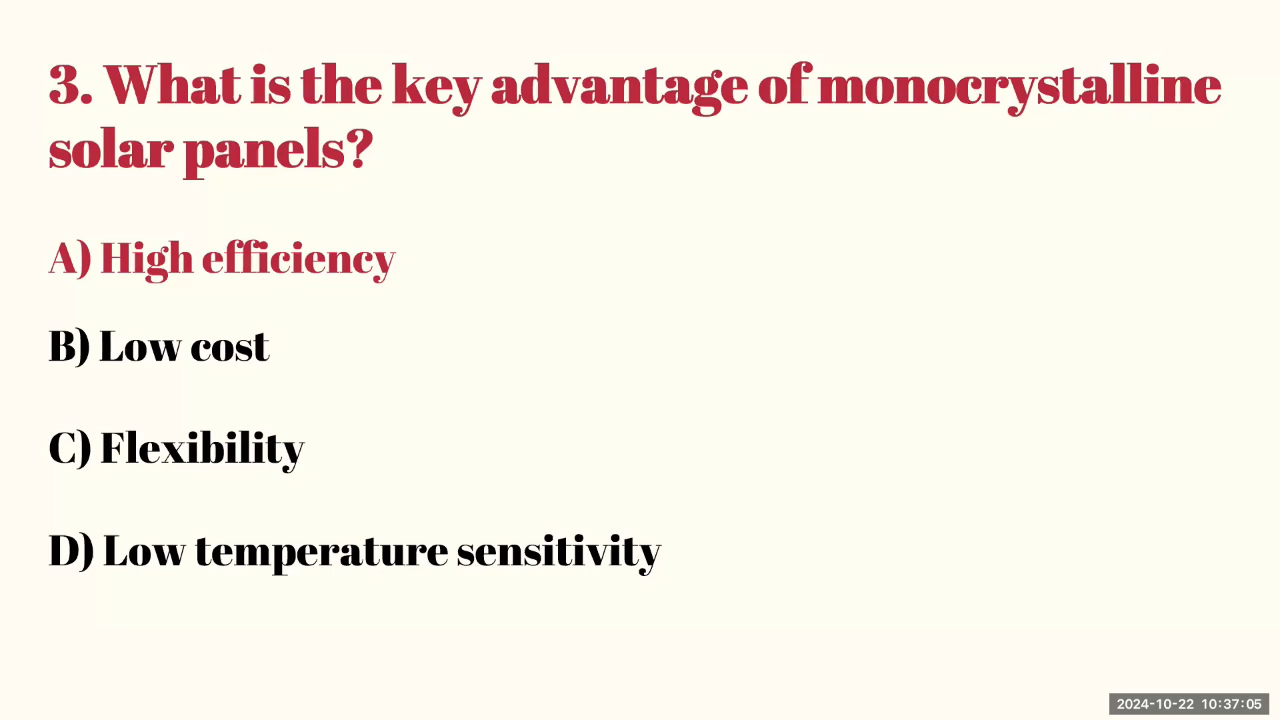 3. What is the key advantage of monocrystalline
solar panels?
A) High efficiency
B) Low cost
C) Flexibility
D) Low temperature sensitivity
2024-10-22 10:37:05